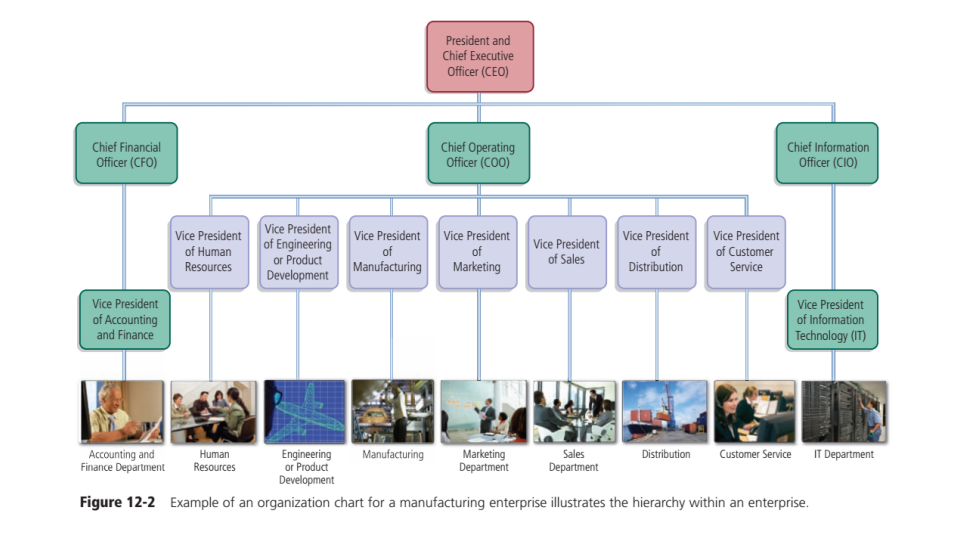 President and
Chief Executive
Officer (CEO)
Chief Financial
Officer (CFO)
Chief Operating
Officer (COO)
Chief Information
Officer (CIO)
Vice President
of Human
Resources
Vice President
of Engineering
or Product
Development
Vice President
of
Manufacturing
Vice President
of
Marketing
Vice President
of Sales
Vice President
of
Distribution
Vice President
of Customer
Service
Vice President
of Accounting
and Finance
Vice President
of Information
Technology (IT)
Accounting and
Finance Department
Human
Resources
Engineering
or Product
Development
Manufacturing
Marketing
Department
Sales
Department
Distribution
Customer Service
IT Department
Figure 12-2 Example of an organization chart for a manufacturing enterprise illustrates the hierarchy within an enterprise.